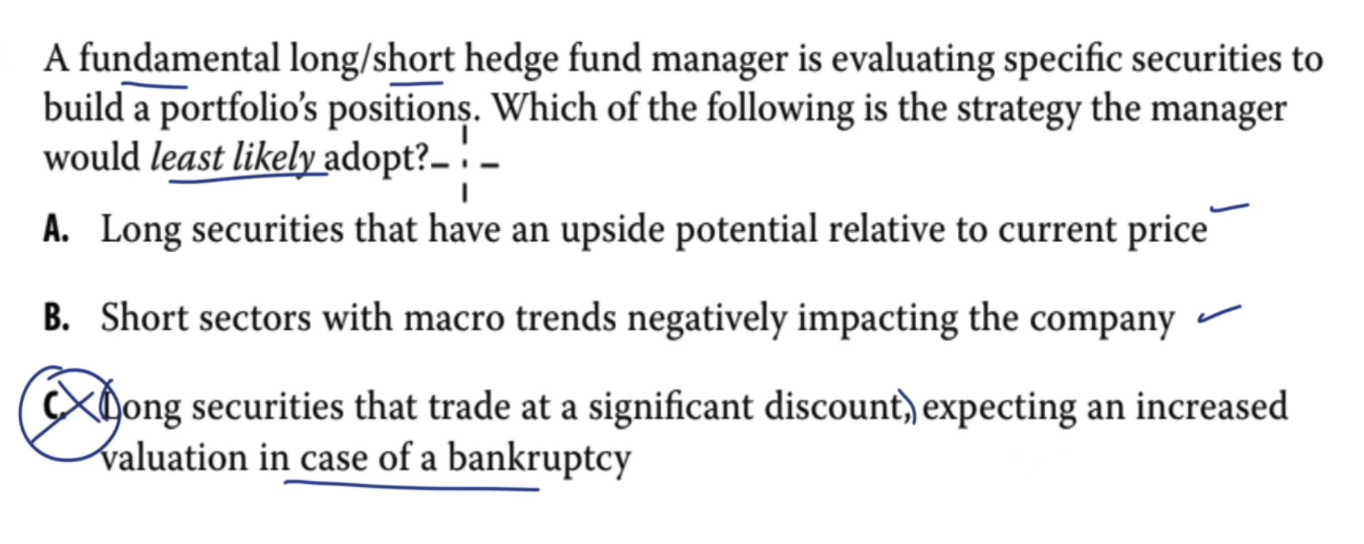 A fundamental long/short hedge fund manager is evaluating specific securities to
build a portfolio’s positions. Which of the following is the strategy the manager
would least likely adopt?
A. Long securities that have an upside potential relative to current price
B. Short sectors with macro trends negatively impacting the company
C. Long securities that trade at a significant discount, expecting an increased
valuation in case of a bankruptcy